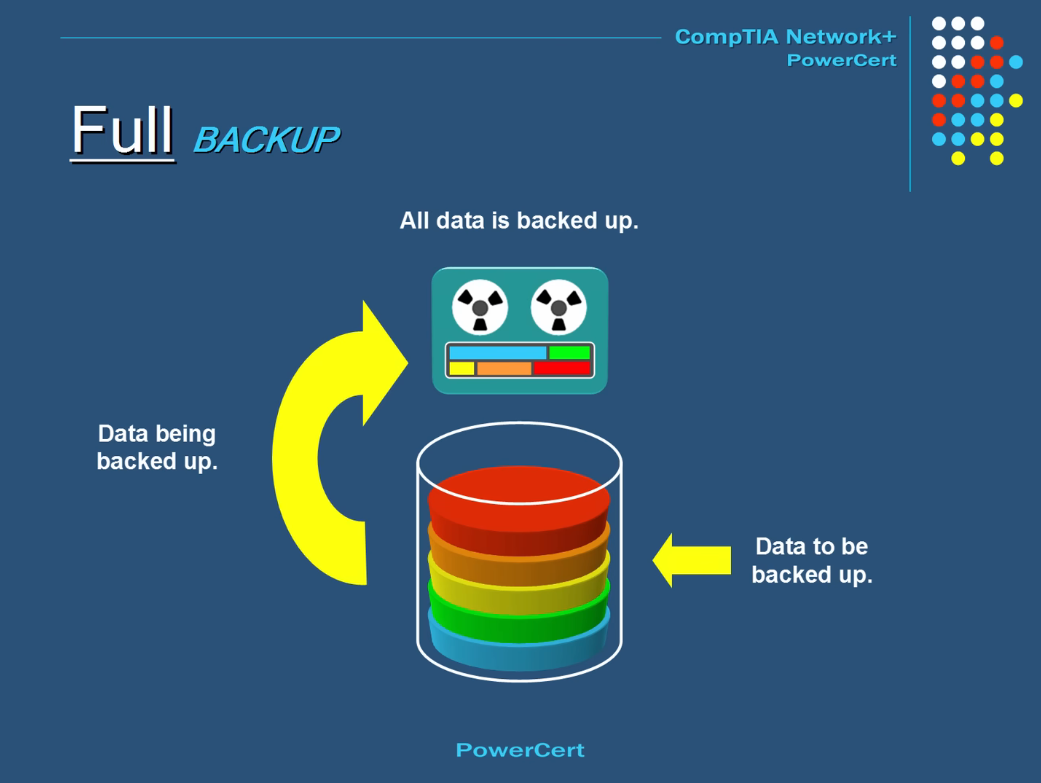 CompTIA Network+
PowerCert
Full BACKUP
All data is backed up.
Data being
backed up.
Data to be
backed up.
PowerCert